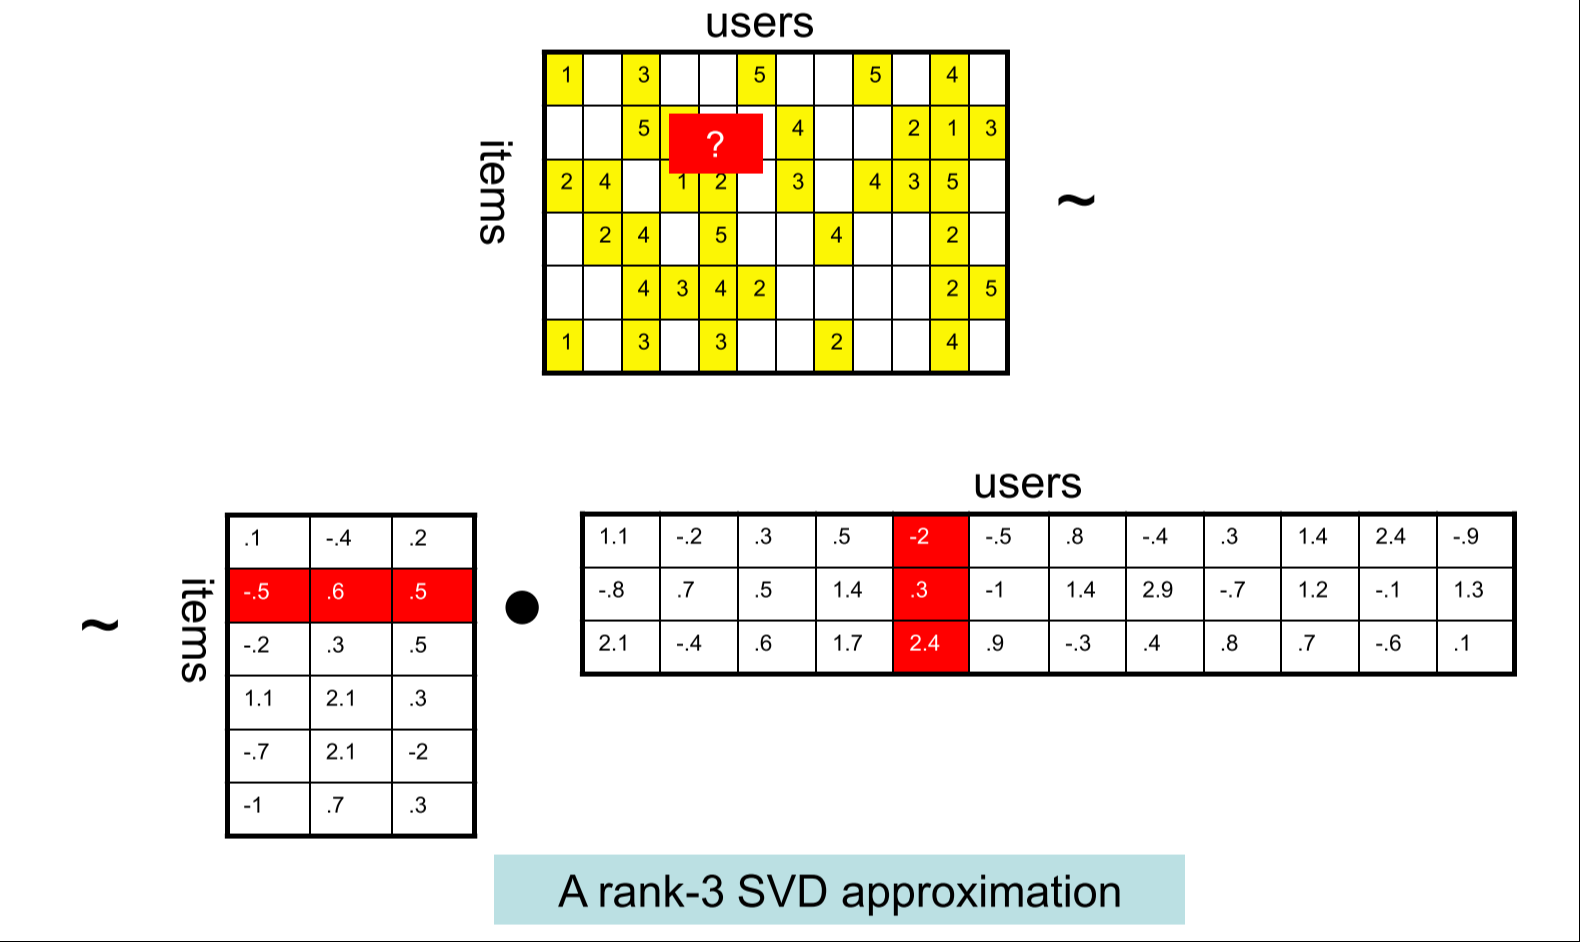 users
items
1 3 5 5 4
5 ? 4 2 1 3
2 4 1 2 3 4 3 5
2 4 5 4 2
4 3 4 2 2 5
1 3 3 2 4
~
users
~
items
.1 -.4 .2
-.5 .6 .5
-.2 .3 .5
1.1 2.1 .3
-.7 2.1 -2
-1 .7 .3
●
1.1 -.2 .3 .5 -2 -.5 .8 -.4 .3 1.4 2.4 -.9
-.8 .7 .5 1.4 .3 -1 1.4 2.9 -.7 1.2 -.1 1.3
2.1 -.4 .6 1.7 2.4 .9 -.3 .4 .8 .7 -.6 .1
A rank-3 SVD approximation